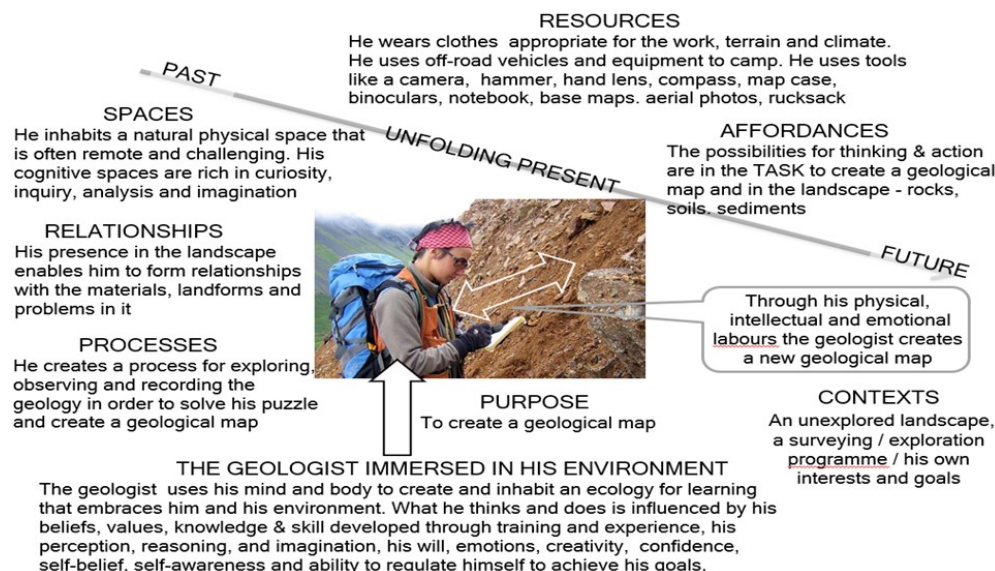 RESOURCES
He wears clothes appropriate for the work, terrain and climate.
He uses off-road vehicles and equipment to camp. He uses tools
like a camera, hammer, hand lens, compass, map case,
binoculars, notebook, base maps. aerial photos, rucksack
PAST
UNFOLDING PRESENT
FUTURE
SPACES
He inhabits a natural physical space that
is often remote and challenging. His
cognitive spaces are rich in curiosity,
inquiry, analysis and imagination
AFFORDANCES
The possibilities for thinking & action
are in the TASK to create a geological
map and in the landscape - rocks,
soils. sediments
RELATIONSHIPS
His presence in the landscape
enables him to form relationships
with the materials, landforms and
problems in it
Through his physical,
intellectual and emotional
labours the geologist creates
a new geological map
PROCESSES
He creates a process for exploring,
observing and recording the
geology in order to solve his puzzle
and create a geological map
PURPOSE
To create a geological map
CONTEXTS
An unexplored landscape,
a surveying / exploration
programme / his own
interests and goals
THE GEOLOGIST IMMERSED IN HIS ENVIRONMENT
The geologist uses his mind and body to create and inhabit an ecology for learning
that embraces him and his environment. What he thinks and does is influenced by his
beliefs, values, knowledge & skill developed through training and experience, his
perception, reasoning, and imagination, his will, emotions, creativity, confidence,
self-belief, self-awareness and ability to regulate himself to achieve his goals.